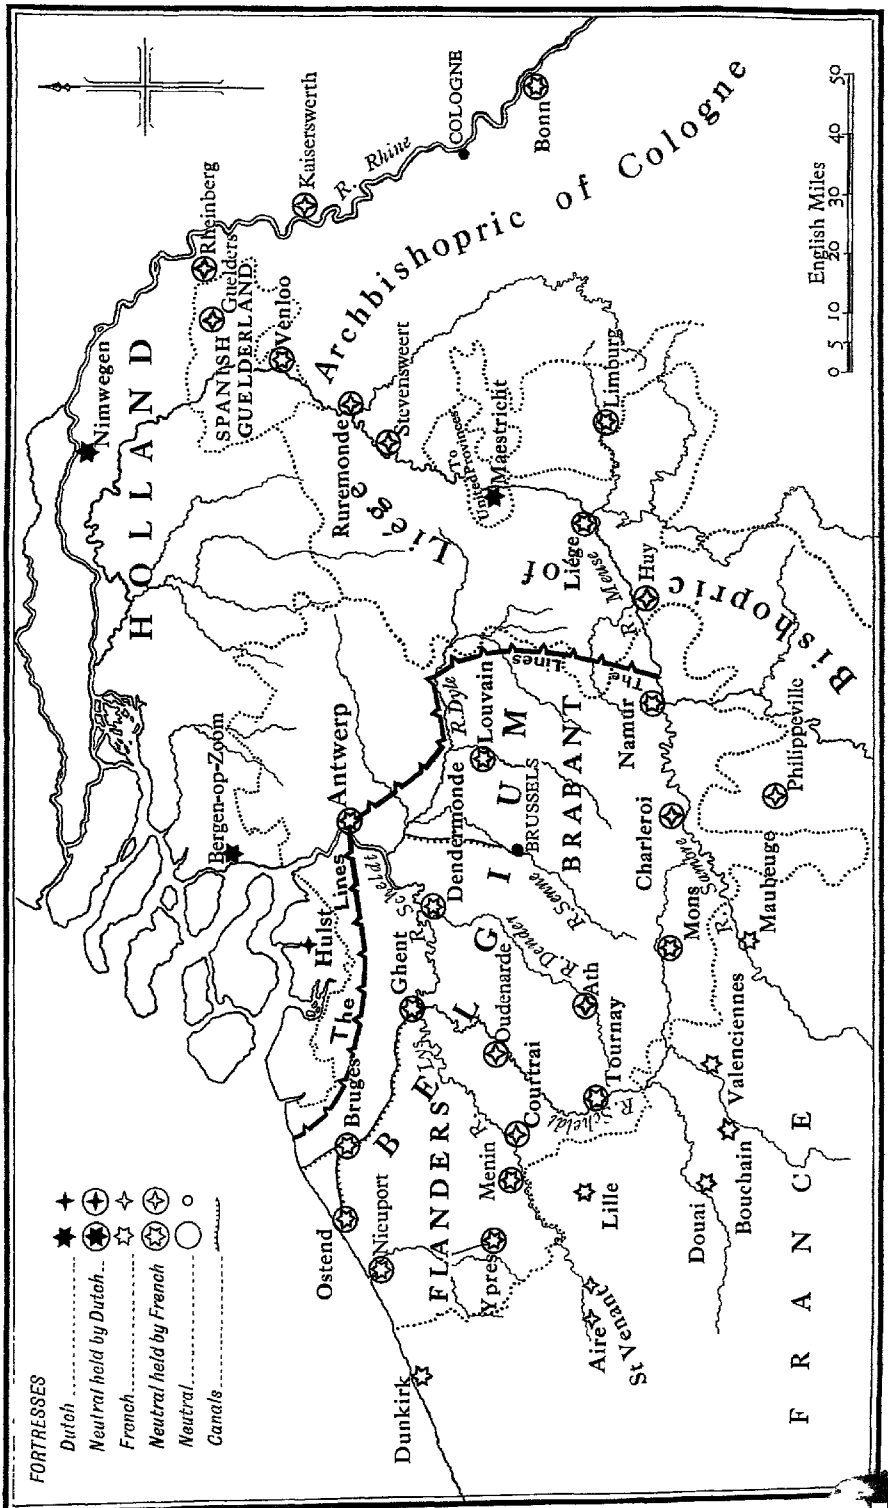 FORTRESSES
Dutch
Neutral held by Dutch
French
Neutral held by French
Neutral
Canals
HOLLAND
Nimwegen
Bergen-op-Zoom
SPANISH
GUELDERLAND
Guelders
Rheinberg
Kaiserswerth
Venloo
R. Rhine
COLOGNE
Bonn
Archbishopric of Cologne
Ruremonde
Stevensweert
To
United Provinces
Maestricht
Limburg
Liége
Bishopric of Liége
R. Meuse
Huy
Namur
The Lines
Antwerp
Hulst
The Lines
R. Scheldt
Ghent
Dendermonde
R. Dyle
Louvain
BRUSSELS
BELGIUM
BRABANT
R. Senne
R. Dender
Bruges
Ostend
Nieuport
Dunkirk
FLANDERS
Ypres
Menin
Courtrai
R. Lys
Oudenarde
Ath
Tournay
R. Scheldt
Lille
Aire
St Venant
Douai
Bouchain
Valenciennes
Mons
Maubeuge
R. Sambre
Charleroi
Philippeville
FRANCE
English Miles
0 5 10 20 30 40 50